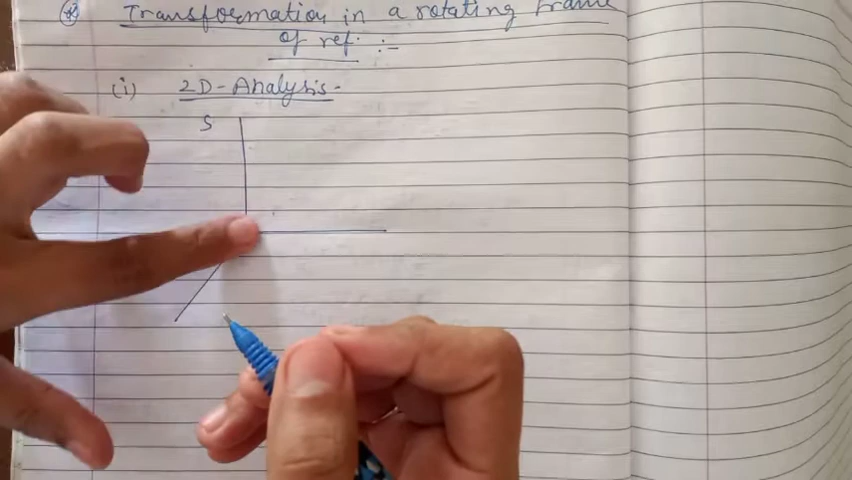 (*) Transformation in a rotating frame
of ref. :-
(i) 2D-Analysis-
S